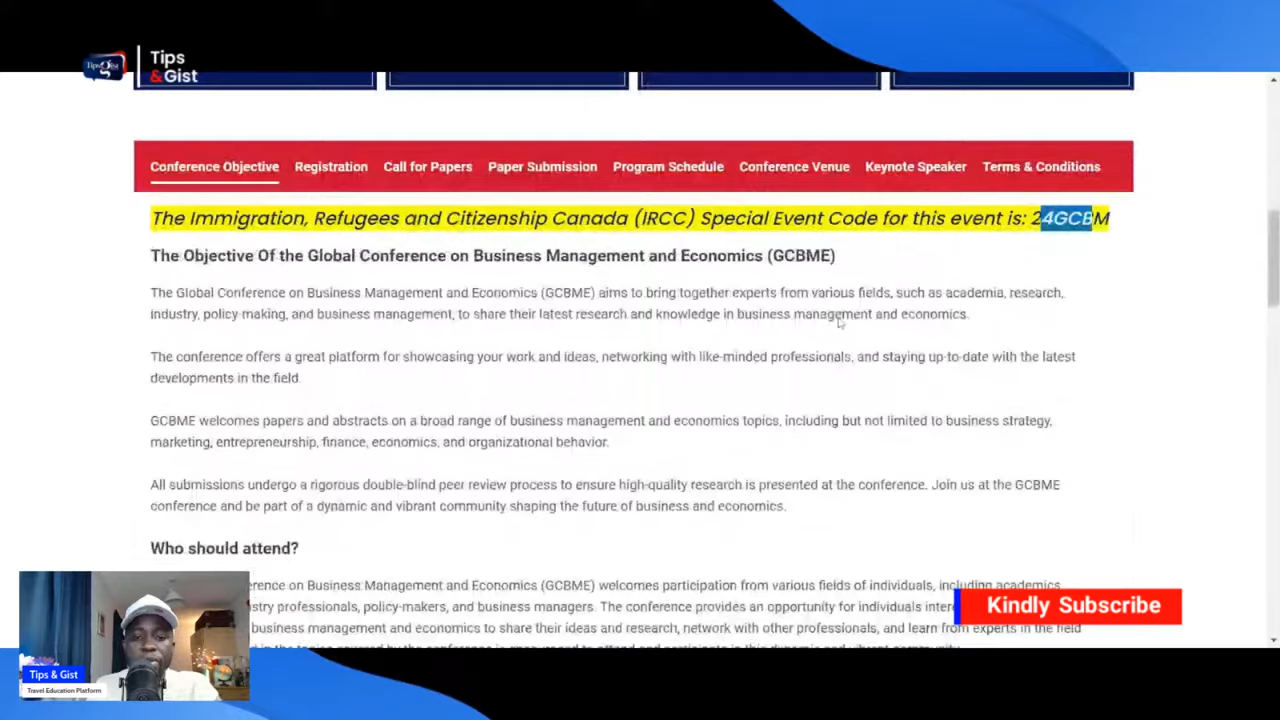 Tips
&Gist
Conference Objective Registration Call for Papers Paper Submission Program Schedule Conference Venue Keynote Speaker Terms & Conditions
The Immigration, Refugees and Citizenship Canada (IRCC) Special Event Code for this event is: 24GCBM
The Objective Of the Global Conference on Business Management and Economics (GCBME)
The Global Conference on Business Management and Economics (GCBME) aims to bring together experts from various fields, such as academia, research,
industry, policy-making, and business management, to share their latest research and knowledge in business management and economics.
The conference offers a great platform for showcasing your work and ideas, networking with like-minded professionals, and staying up-to-date with the latest
developments in the field.
GCBME welcomes papers and abstracts on a broad range of business management and economics topics, including but not limited to business strategy,
marketing, entrepreneurship, finance, economics, and organizational behavior.
All submissions undergo a rigorous double-blind peer review process to ensure high-quality research is presented at the conference. Join us at the GCBME
conference and be part of a dynamic and vibrant community shaping the future of business and economics.
Who should attend?
on Business Management and Economics (GCBME) welcomes participation from various fields of individuals, including academics
professionals, policy-makers, and business managers. The conference provides an opportunity for individuals
business management and economics to share their ideas and research, network with other professionals, and learn from experts in the field
Kindly Subscribe
Tips & Gist
Travel Education Platform